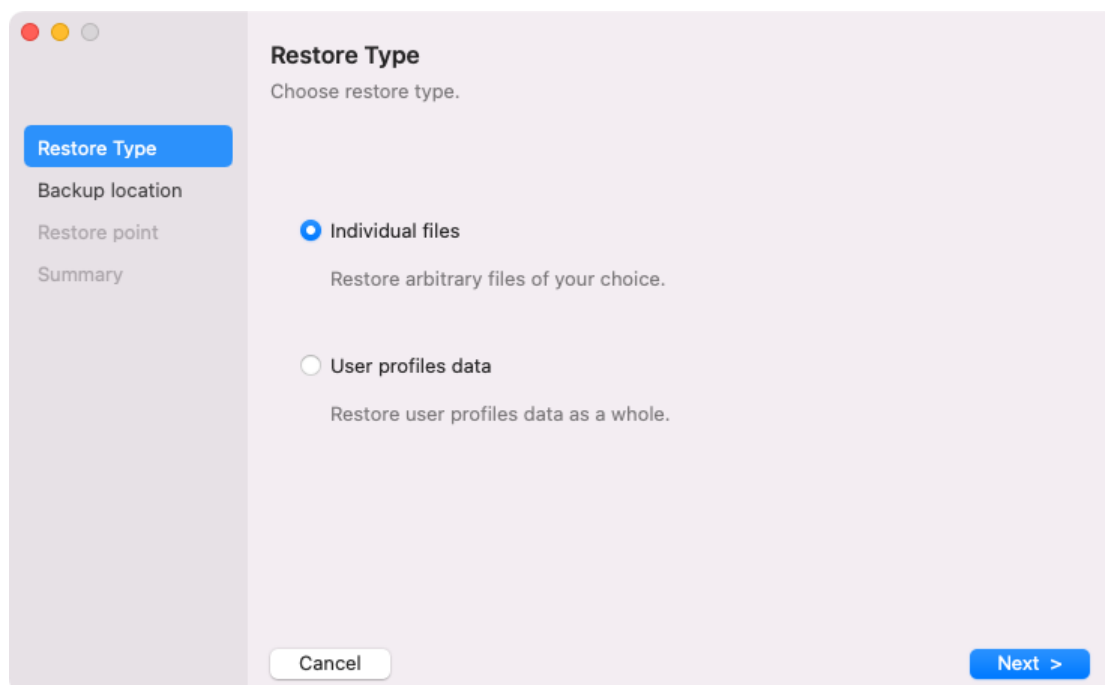 Restore Type
Choose restore type.
Restore Type
Backup location
Restore point
Summary
Individual files
Restore arbitrary files of your choice.
User profiles data
Restore user profiles data as a whole.
Cancel
Next >